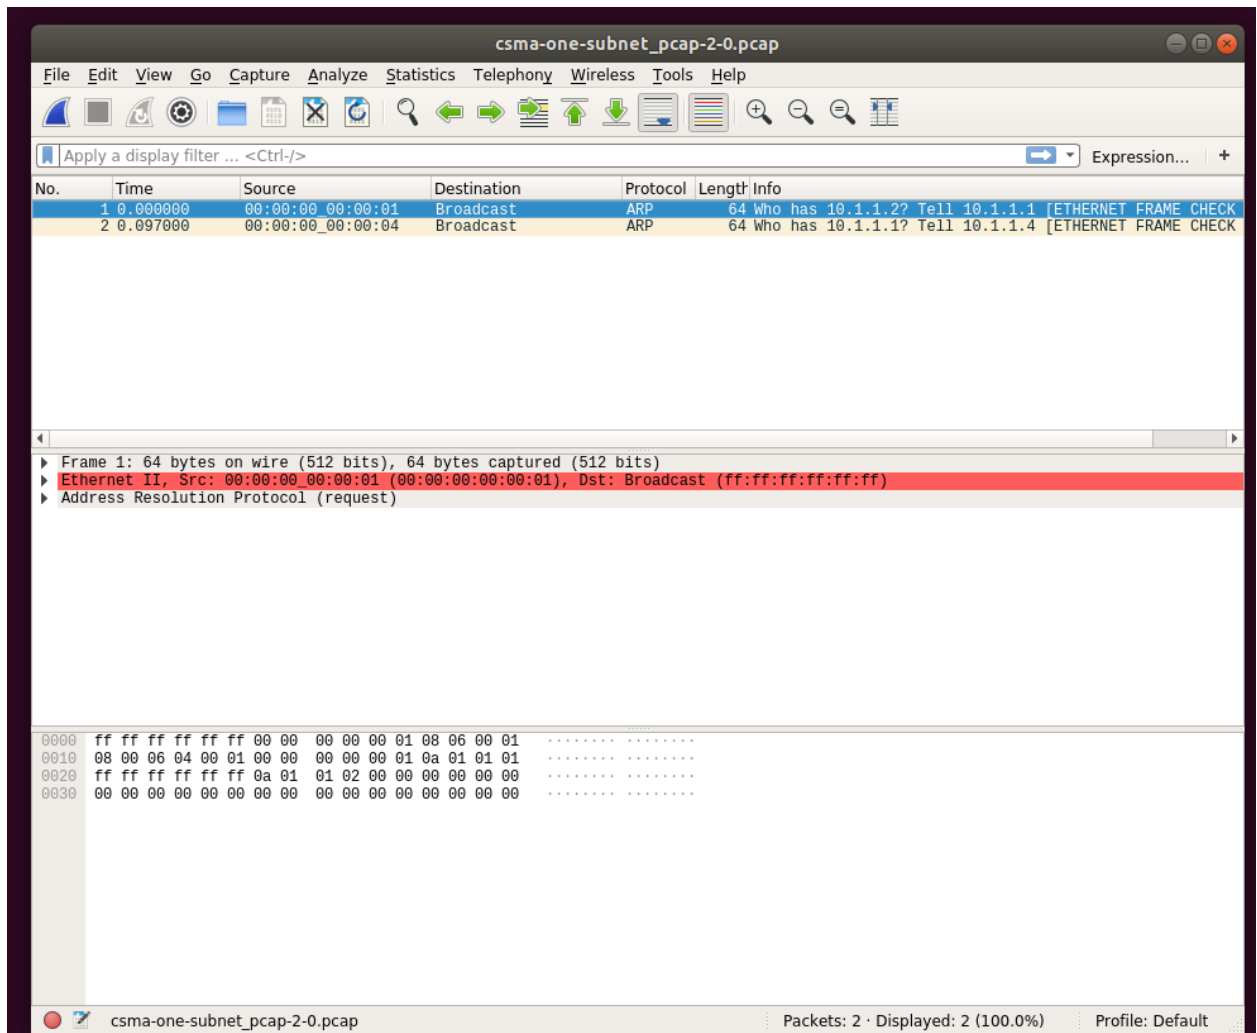 csma-one-subnet_pcap-2-0.pcap
File Edit View Go Capture Analyze Statistics Telephony Wireless Tools Help
Apply a display filter ... <Ctrl-/> Expression... +
No. Time Source Destination Protocol Length Info
1 0.000000 00:00:00_00:00:01 Broadcast ARP 64 Who has 10.1.1.2? Tell 10.1.1.1 [ETHERNET FRAME CHECK
2 0.097000 00:00:00_00:00:04 Broadcast ARP 64 Who has 10.1.1.1? Tell 10.1.1.4 [ETHERNET FRAME CHECK
Frame 1: 64 bytes on wire (512 bits), 64 bytes captured (512 bits)
Ethernet II, Src: 00:00:00_00:00:01 (00:00:00:00:00:01), Dst: Broadcast (ff:ff:ff:ff:ff:ff)
Address Resolution Protocol (request)
0000 ff ff ff ff ff ff 00 00 00 00 00 01 08 06 00 01 ········ ········
0010 08 00 06 04 00 01 00 00 00 00 00 01 0a 01 01 01 ········ ········
0020 ff ff ff ff ff ff 0a 01 01 02 00 00 00 00 00 00 ········ ········
0030 00 00 00 00 00 00 00 00 00 00 00 00 00 00 00 00 ········ ········
csma-one-subnet_pcap-2-0.pcap Packets: 2 · Displayed: 2 (100.0%) Profile: Default